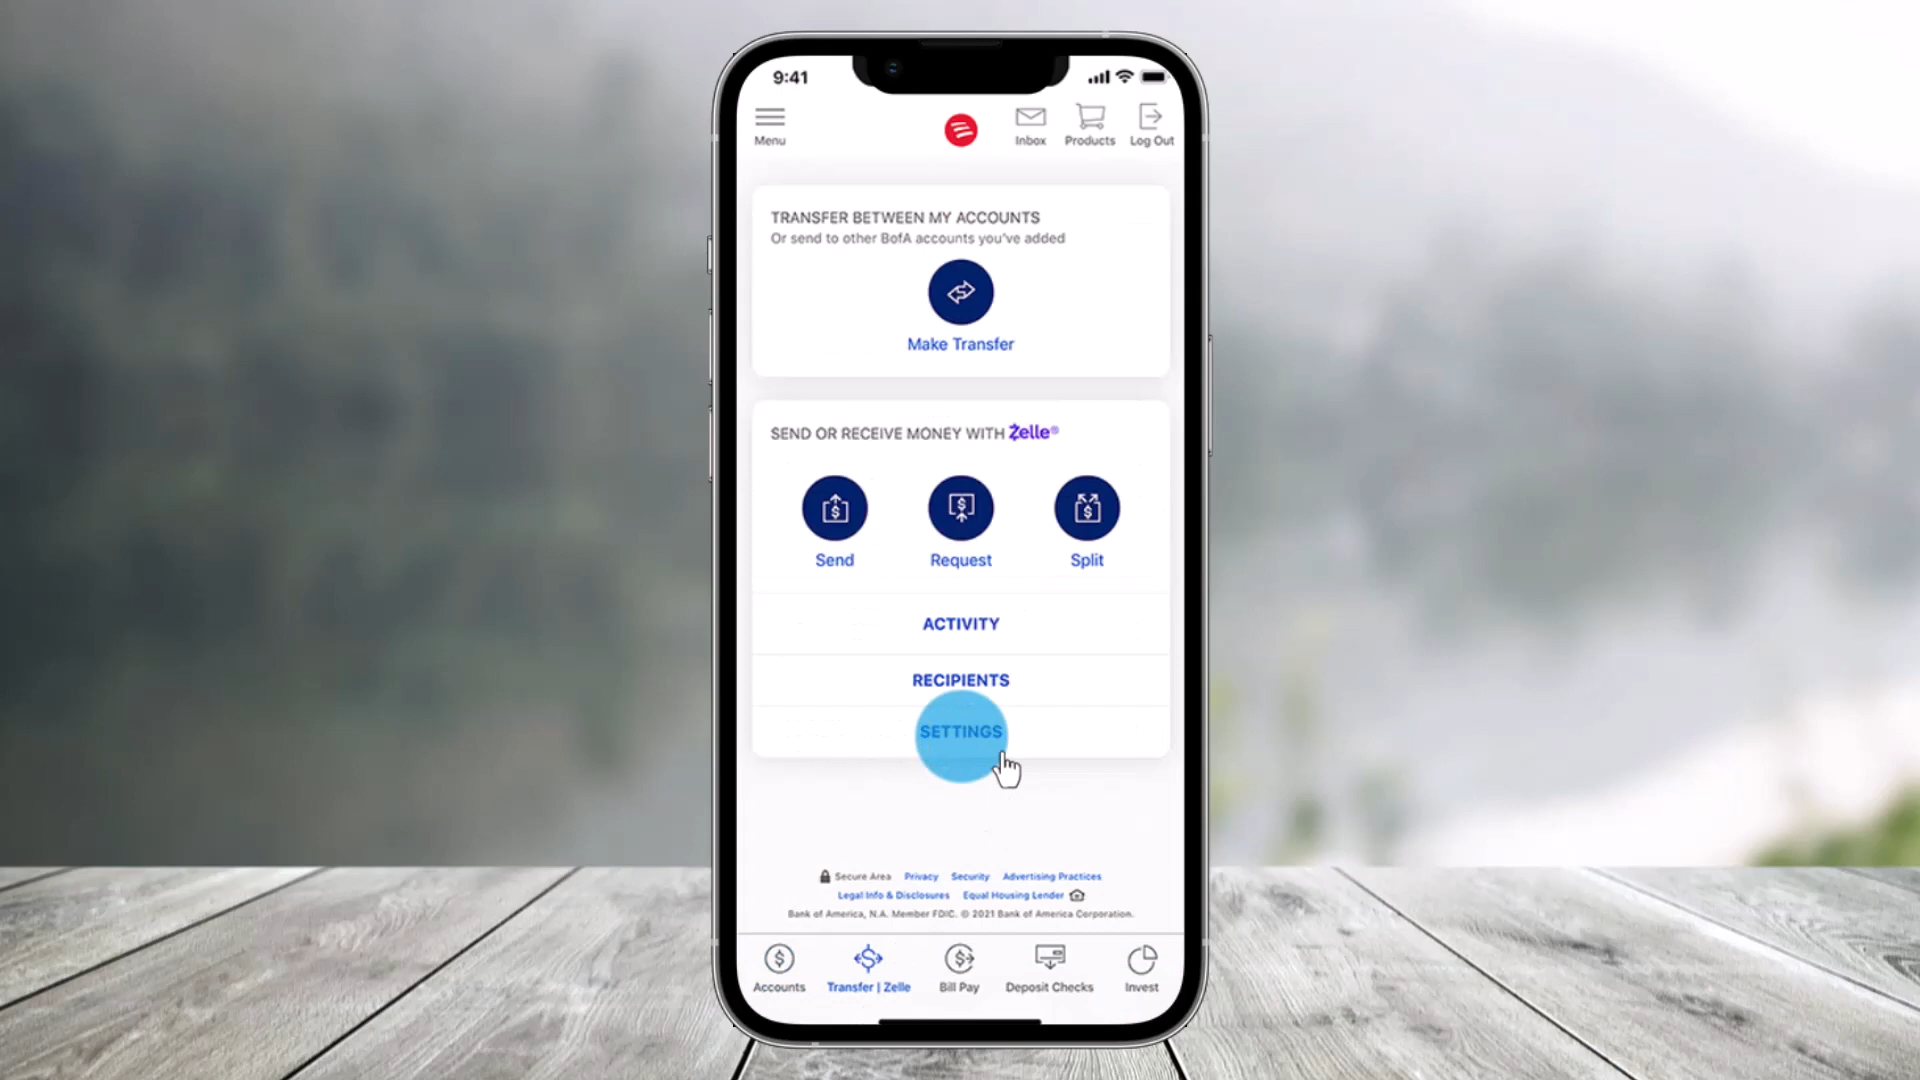 9:41
Menu
Inbox
Products
Log Out
TRANSFER BETWEEN MY ACCOUNTS
Or send to other BofA accounts you've added
Make Transfer
SEND OR RECEIVE MONEY WITH Zelle®
Send
Request
Split
ACTIVITY
RECIPIENTS
SETTINGS
Secure Area Privacy Security Advertising Practices
Legal Info & Disclosures Equal Housing Lender
Bank of America, N.A. Member FDIC. © 2021 Bank of America Corporation.
Accounts
Transfer | Zelle
Bill Pay
Deposit Checks
Invest